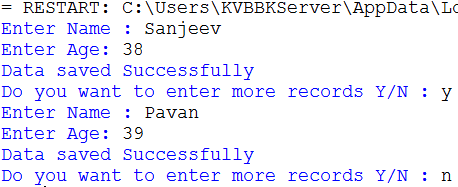 = RESTART: C:\Users\KVBBKServer\AppData\Lo
Enter Name : Sanjeev
Enter Age: 38
Data saved Successfully
Do you want to enter more records Y/N : y
Enter Name : Pavan
Enter Age: 39
Data saved Successfully
Do you want to enter more records Y/N : n